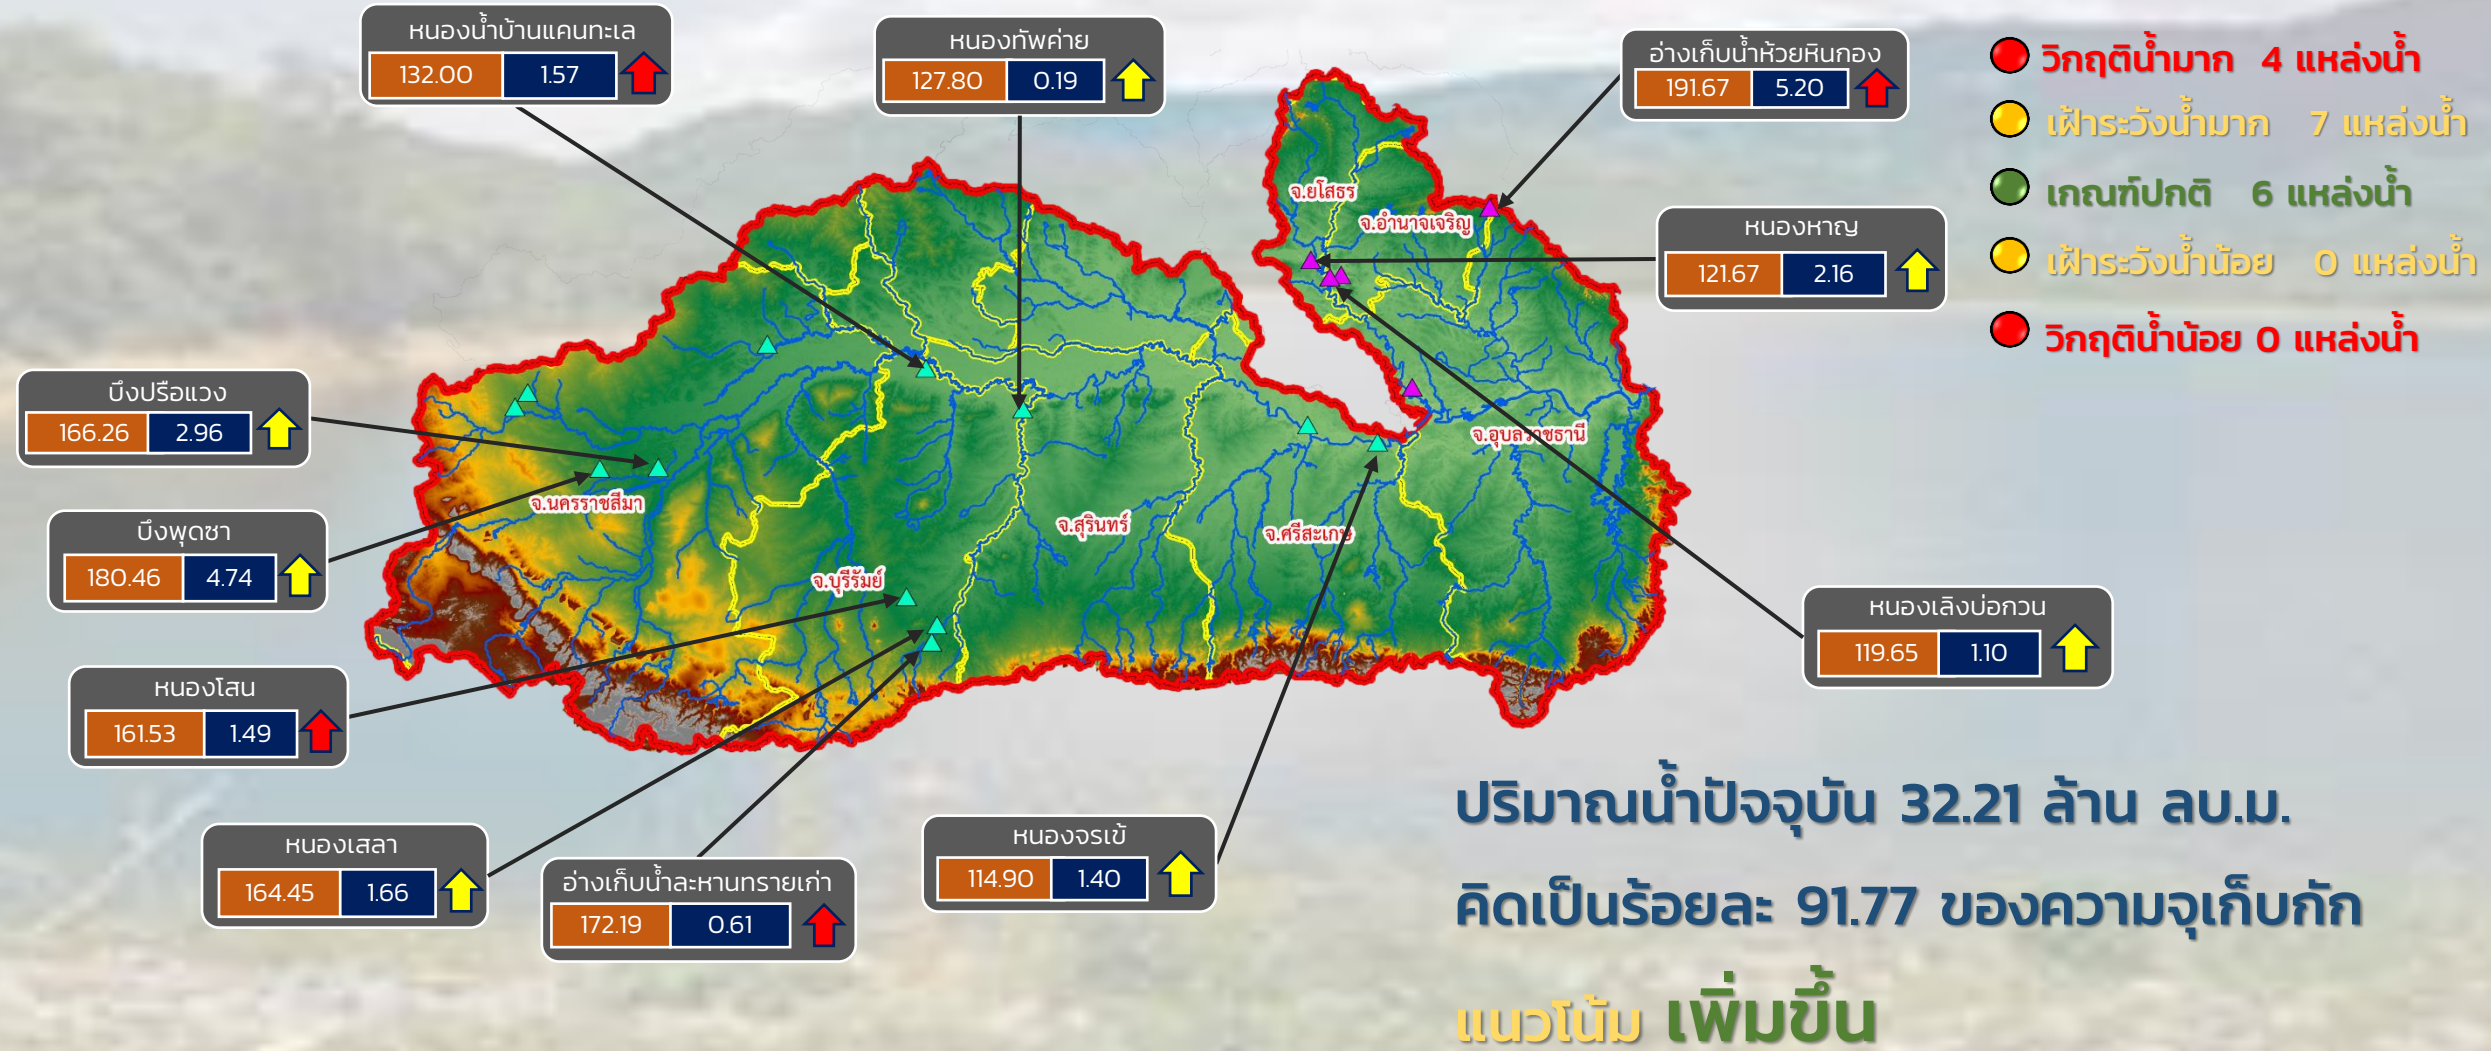 หนองน้ำบ้านแคนทะเล
132.00 1.57
หนองทัพค่าย
127.80 0.19
อ่างเก็บน้ำห้วยหินกอง
191.67 5.20
วิกฤติน้ำมาก 4 แหล่งน้ำ
เฝ้าระวังน้ำมาก 7 แหล่งน้ำ
เกณฑ์ปกติ 6 แหล่งน้ำ
เฝ้าระวังน้ำน้อย 0 แหล่งน้ำ
วิกฤติน้ำน้อย 0 แหล่งน้ำ
จ.ยโสธร
จ.อำนาจเจริญ
หนองหาญ
121.67 2.16
บึงปรือแวง
166.26 2.96
จ.อุบลราชธานี
จ.นครราชสีมา
จ.สุรินทร์
จ.ศรีสะเกษ
จ.บุรีรัมย์
บึงพุดซา
180.46 4.74
หนองเลิงบ่อกวน
119.65 1.10
หนองโสน
161.53 1.49
หนองเสลา
164.45 1.66
อ่างเก็บน้ำละหานทรายเก่า
172.19 0.61
หนองจรเข้
114.90 1.40
ปริมาณน้ำปัจจุบัน 32.21 ล้าน ลบ.ม.
คิดเป็นร้อยละ 91.77 ของความจุเก็บกัก
แนวโน้ม เพิ่มขึ้น